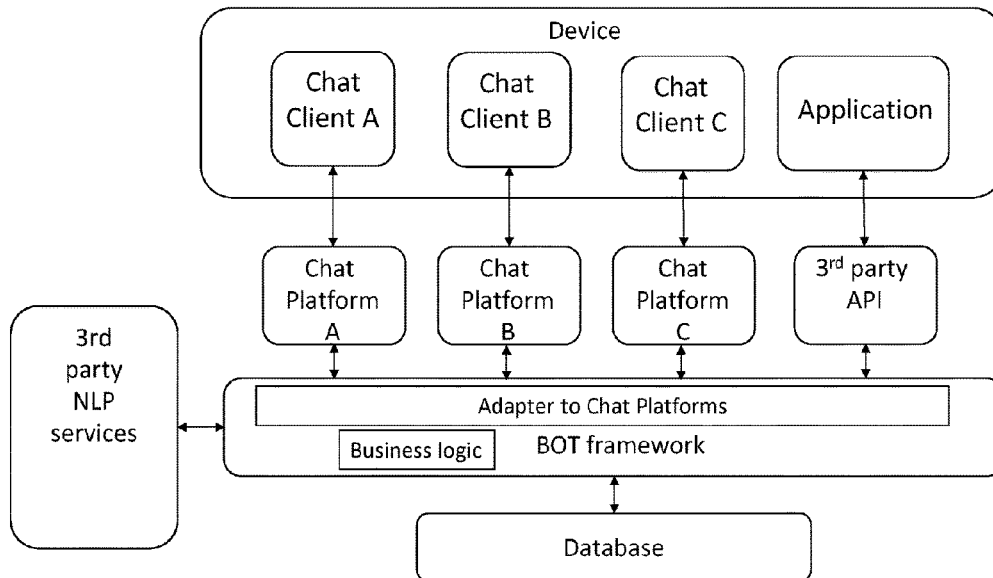 Device
Chat
Client A
Chat
Client B
Chat
Client C
Application
Chat
Platform
A
Chat
Platform
B
Chat
Platform
C
3rd party
API
3rd
party
NLP
services
Adapter to Chat Platforms
Business logic
BOT framework
Database